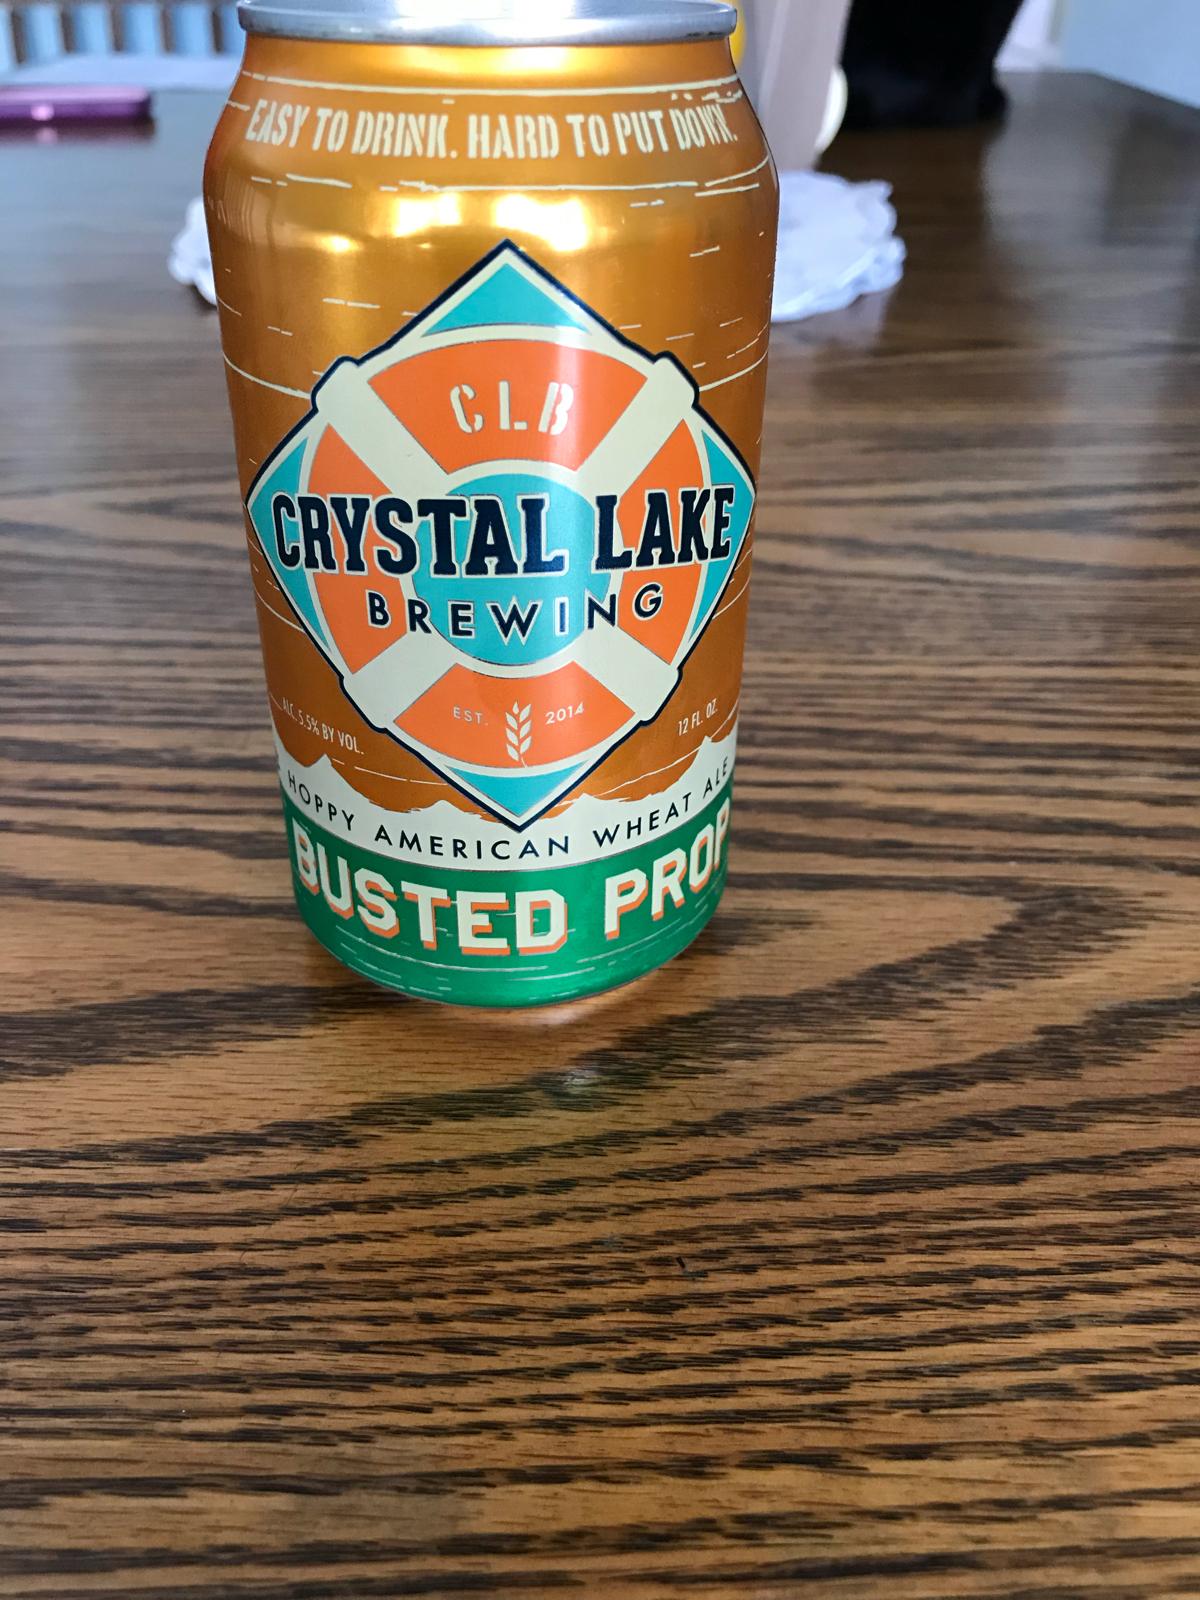 EASY TO DRINK. HARD TO PUT DOWN.
CLB
CRYSTAL LAKE
BREWING
EST. 2014
ALC. 5.5% BY VOL.
12 FL. OZ.
HOPPY AMERICAN WHEAT ALE
BUSTED PROP